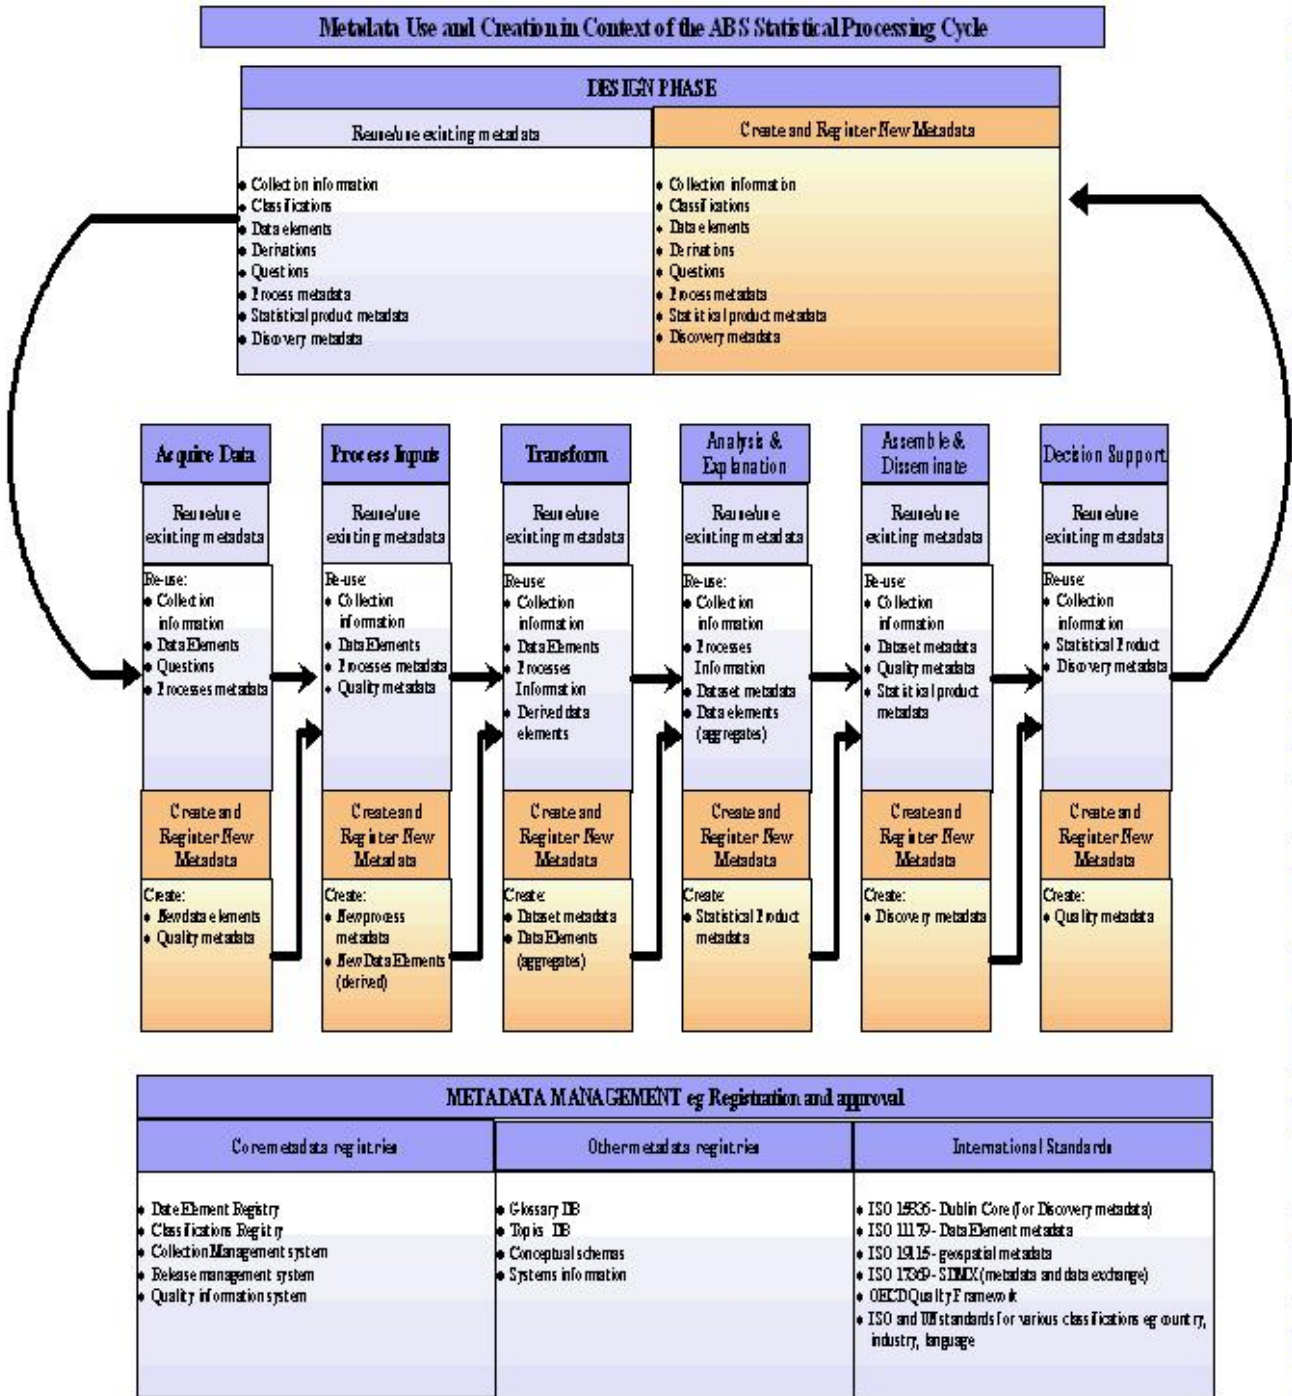 Metadata Use and Creation in Context of the ABS Statistical Processing Cycle
DESIGN PHASE
Reuse/use existing metadata
Create and Register New Metadata
● Collection information
● Classifications
● Data elements
● Derivations
● Questions
● Process metadata
● Statistical product metadata
● Discovery metadata
● Collection information
● Classifications
● Data elements
● Derivations
● Questions
● Process metadata
● Statistical product metadata
● Discovery metadata
Acquire Data
Reuse/use
existing metadata
Re-use:
● Collection
information
● Data Elements
● Questions
● Processes metadata
Create and
Register New
Metadata
Create:
● New data elements
● Quality metadata
Process Inputs
Reuse/use
existing metadata
Re-use:
● Collection
information
● Data Elements
● Processes metadata
● Quality metadata
Create and
Register New
Metadata
Create:
● New process
metadata
● New Data Elements
(derived)
Transform
Reuse/use
existing metadata
Re-use:
● Collection
information
● Data Elements
● Processes
Information
● Derived data
elements
Create and
Register New
Metadata
Create:
● Dataset metadata
● Data Elements
(aggregates)
Analysis &
Explanation
Reuse/use
existing metadata
Re-use:
● Collection
information
● Processes
Information
● Dataset metadata
● Data elements
(aggregates)
Create and
Register New
Metadata
Create:
● Statistical Product
metadata
Assemble &
Disseminate
Reuse/use
existing metadata
Re-use:
● Collection
information
● Dataset metadata
● Quality metadata
● Statistical product
metadata
Create and
Register New
Metadata
Create:
● Discovery metadata
Decision Support
Reuse/use
existing metadata
Re-use:
● Collection
information
● Statistical Product
● Discovery metadata
Create and
Register New
Metadata
Create:
● Quality metadata
METADATA MANAGEMENT eg Registration and approval
Core metadata registries
● Date Element Registry
● Classifications Registry
● Collection Management system
● Release management system
● Quality information system
Other metadata registries
● Glossary DB
● Topics DB
● Conceptual schemas
● Systems information
International Standards
● ISO - Dublin Core (for Discovery metadata)
● ISO 11179 - Data Element metadata
● ISO 19115 - geospatial metadata
● ISO 17369 - SDMX (metadata and data exchange)
● OECD Quality Framework
● ISO and UN standards for various classifications eg country,
industry, language